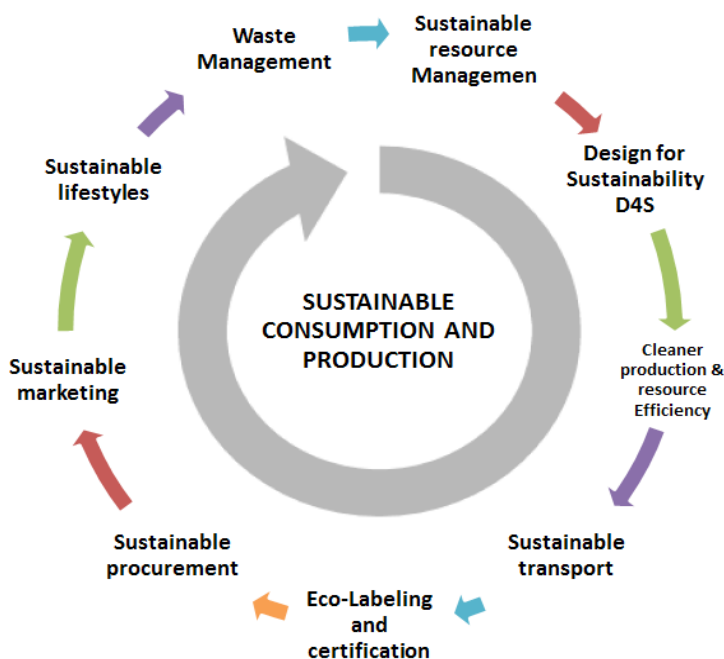 Waste
Management
Sustainable
resource
Managemen
Design for
Sustainability
D4S
Cleaner
production &
resource
Efficiency
Sustainable
transport
Eco-Labeling
and
certification
Sustainable
procurement
Sustainable
marketing
Sustainable
lifestyles
SUSTAINABLE
CONSUMPTION AND
PRODUCTION